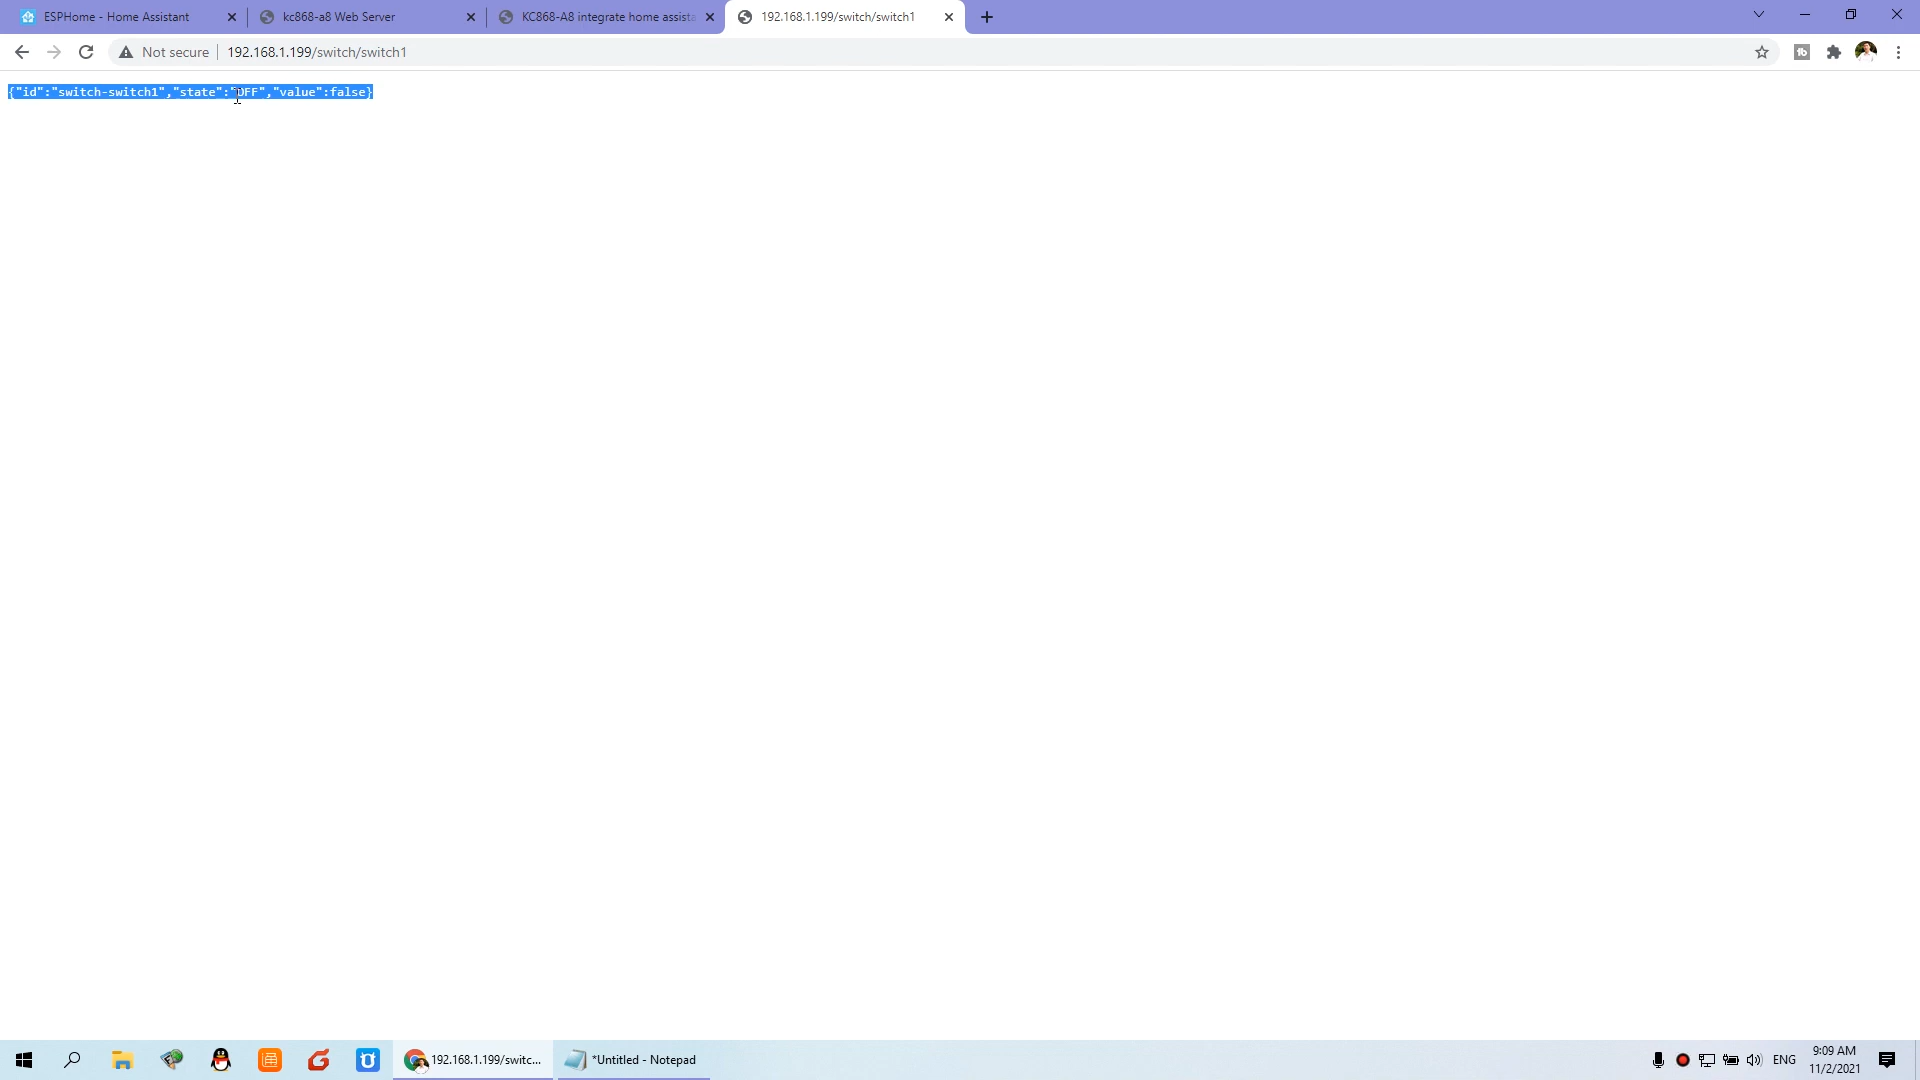 ESPHome - Home Assistant
kc868-a8 Web Server
KC868-A8 integrate home assista
192.168.1.199/switch/switch1
Not secure
192.168.1.199/switch/switch1
{"id":"switch-switch1","state":"OFF","value":false}
192.168.1.199/switc...
*Untitled - Notepad
ENG
9:09 AM
11/2/2021